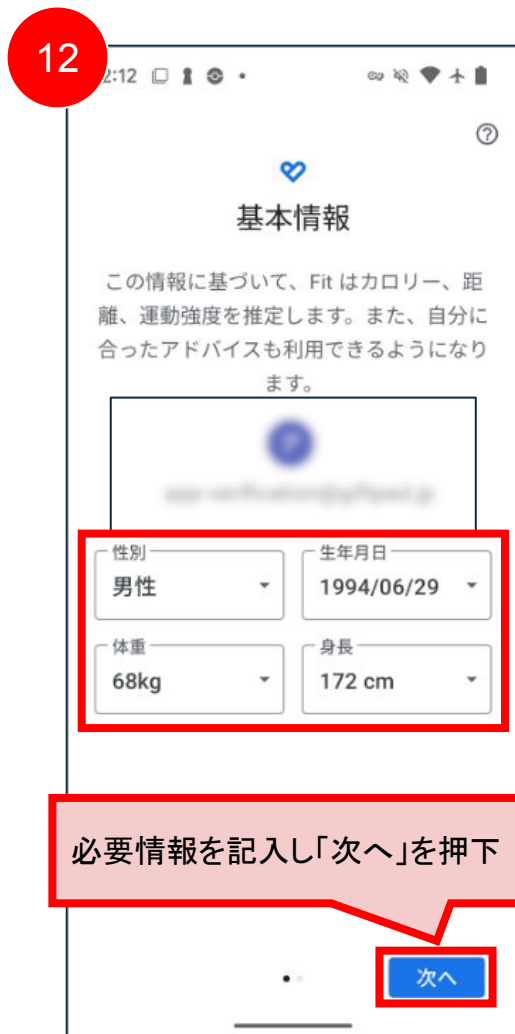 12
2:12
基本情報
この情報に基づいて、Fit はカロリー、距
離、運動強度を推定します。また、自分に
合ったアドバイスも利用できるようになり
ます。
性別
生年月日
男性
1994/06/29
体重
身長
68kg
172 cm
必要情報を記入し「次へ」を押下
次へ